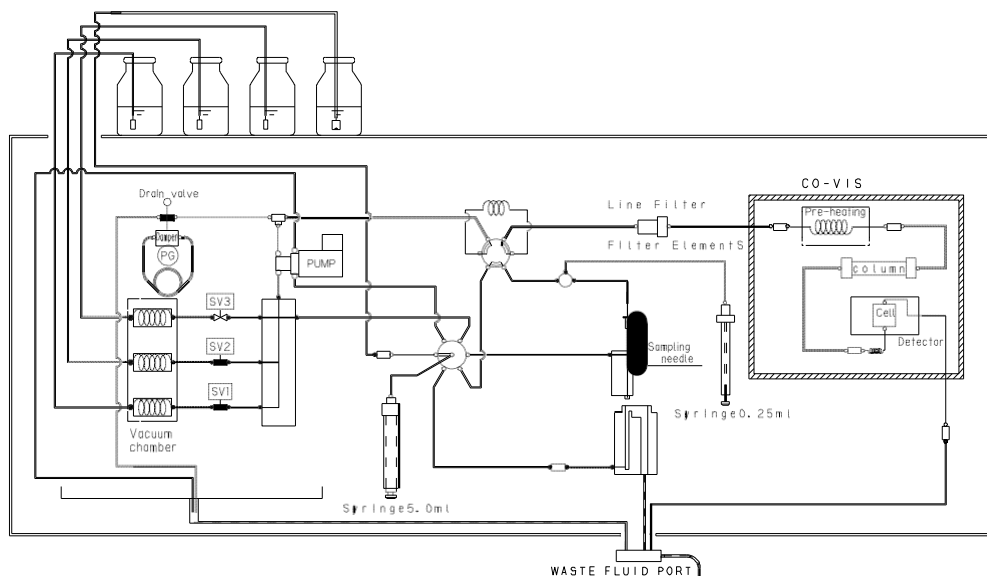 CO-VIS
Drain valve
Line Filter
Pre-heating
Damper
Filter ElementS
PG
PUMP
column
SV3
Cell
SV2
Detector
Sampling
needle
SV1
Syringe0.25ml
Vacuum
chamber
Syringe5.0ml
WASTE FLUID PORT